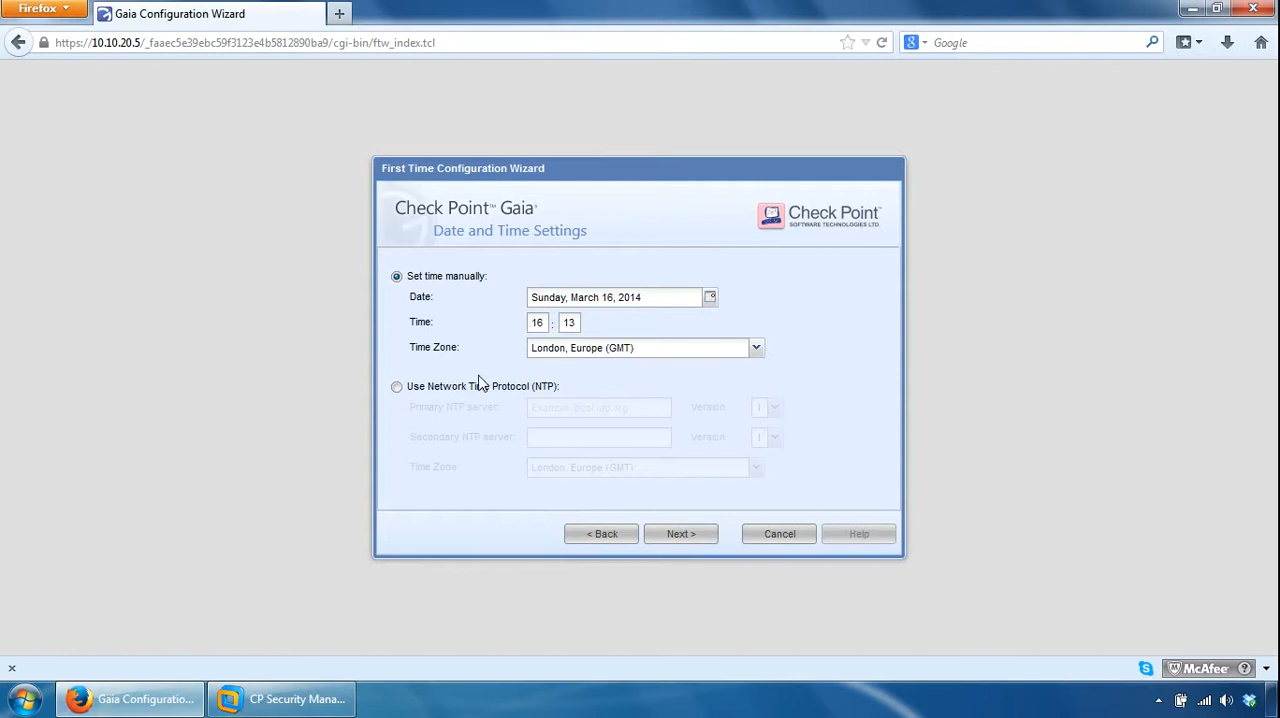 Firefox
Gaia Configuration Wizard
https://10.10.20.5/_faaec5e39ebc59f3123e4b5812890ba9/cgi-bin/ftw_index.tcl
Google
First Time Configuration Wizard
Check Point™ Gaia
Date and Time Settings
Check Point™
SOFTWARE TECHNOLOGIES LTD.
Set time manually:
Date: Sunday, March 16, 2014
Time: 16 : 13
Time Zone: London, Europe (GMT)
Use Network Time Protocol (NTP):
Primary NTP server: Version
Secondary NTP server: Version
Time Zone London, Europe (GMT)
< Back Next > Cancel Help
McAfee
Gaia Configuratio... CP Security Mana...